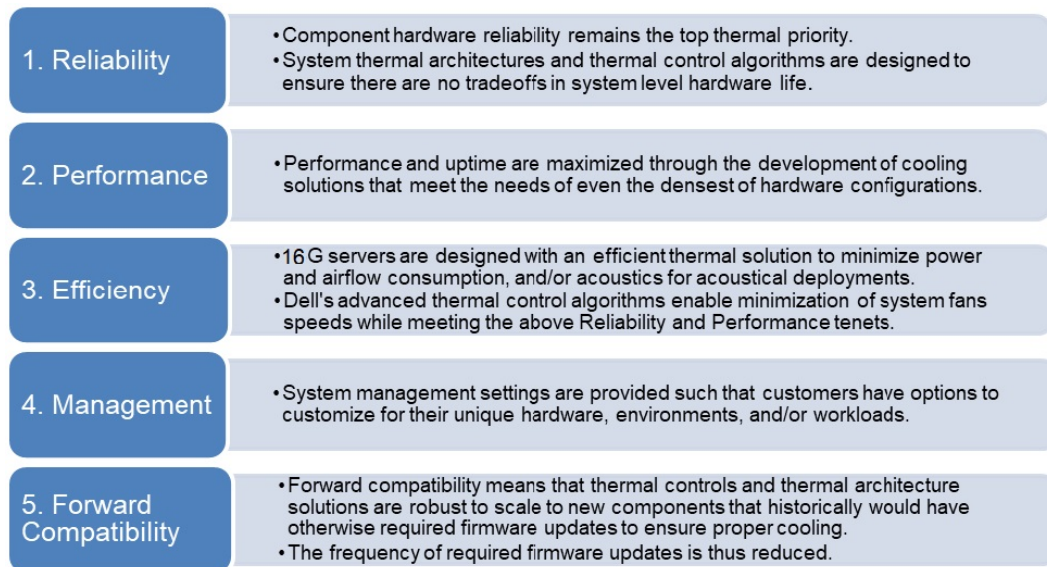 1. Reliability
•Component hardware reliability remains the top thermal priority.
•System thermal architectures and thermal control algorithms are designed to
ensure there are no tradeoffs in system level hardware life.
2. Performance
•Performance and uptime are maximized through the development of cooling
solutions that meet the needs of even the densest of hardware configurations.
3. Efficiency
•16G servers are designed with an efficient thermal solution to minimize power
and airflow consumption, and/or acoustics for acoustical deployments.
•Dell's advanced thermal control algorithms enable minimization of system fans
speeds while meeting the above Reliability and Performance tenets.
4. Management
•System management settings are provided such that customers have options to
customize for their unique hardware, environments, and/or workloads.
5. Forward
Compatibility
•Forward compatibility means that thermal controls and thermal architecture
solutions are robust to scale to new components that historically would have
otherwise required firmware updates to ensure proper cooling.
•The frequency of required firmware updates is thus reduced.